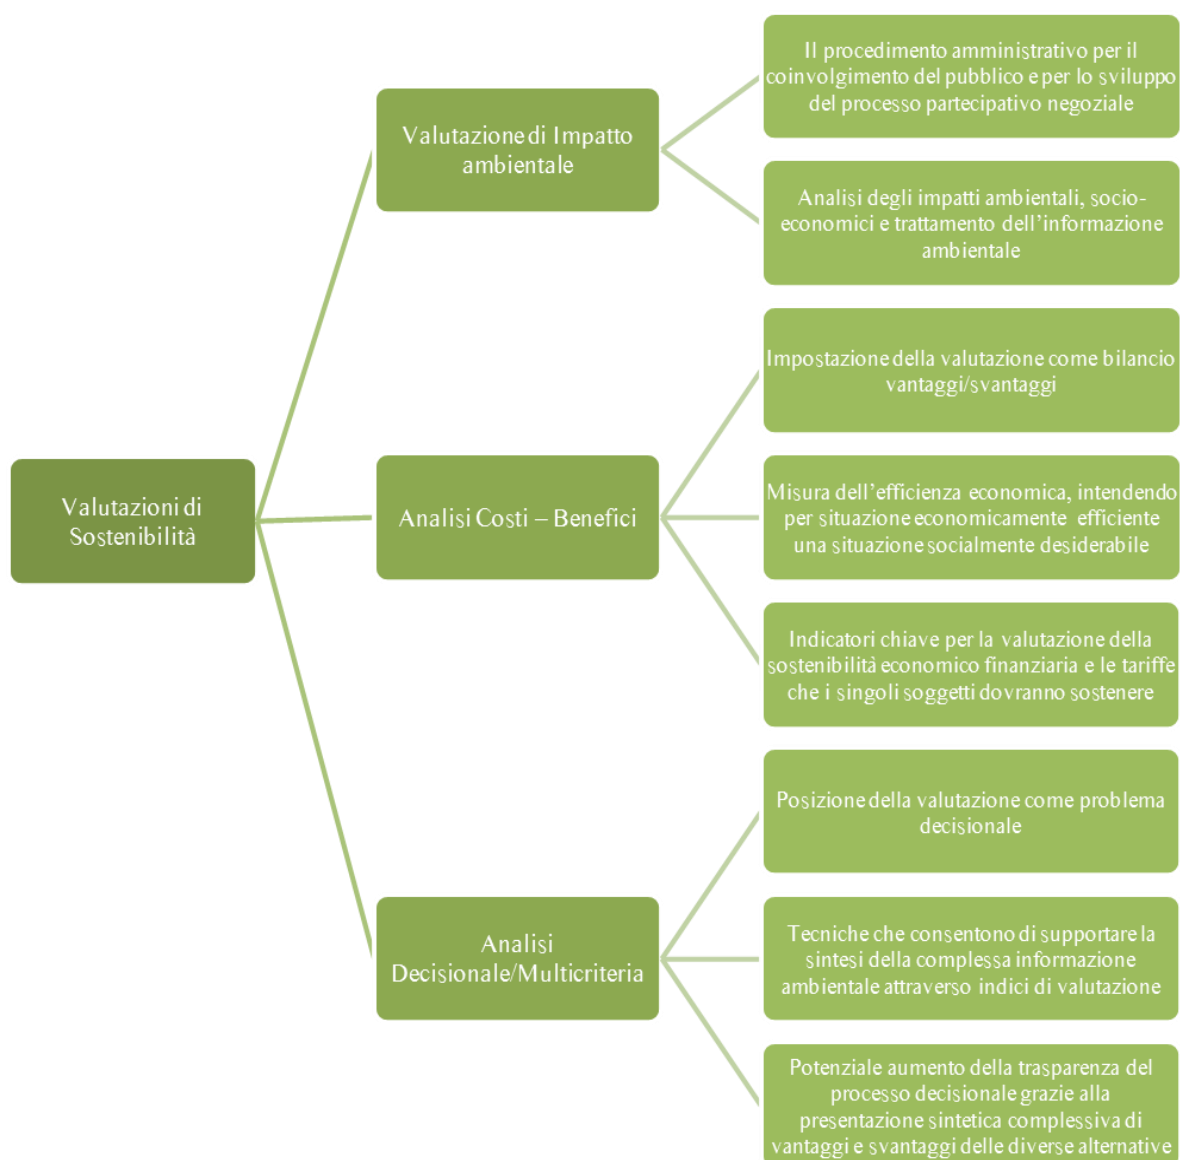 Valutazioni di
Sostenibilità
Valutazione di Impatto
ambientale
Il procedimento amministrativo per il
coinvolgimento del pubblico e per lo sviluppo
del processo partecipativo negoziale
Analisi degli impatti ambientali, socio-
economici e trattamento dell’informazione
ambientale
Analisi Costi – Benefici
Impostazione della valutazione come bilancio
vantaggi/svantaggi
Misura dell’efficienza economica, intendendo
per situazione economicamente efficiente
una situazione socialmente desiderabile
Indicatori chiave per la valutazione della
sostenibilità economico finanziaria e le tariffe
che i singoli soggetti dovranno sostenere
Analisi
Decisionale/Multicriteria
Posizione della valutazione come problema
decisionale
Tecniche che consentono di supportare la
sintesi della complessa informazione
ambientale attraverso indici di valutazione
Potenziale aumento della trasparenza del
processo decisionale grazie alla
presentazione sintetica complessiva di
vantaggi e svantaggi delle diverse alternative